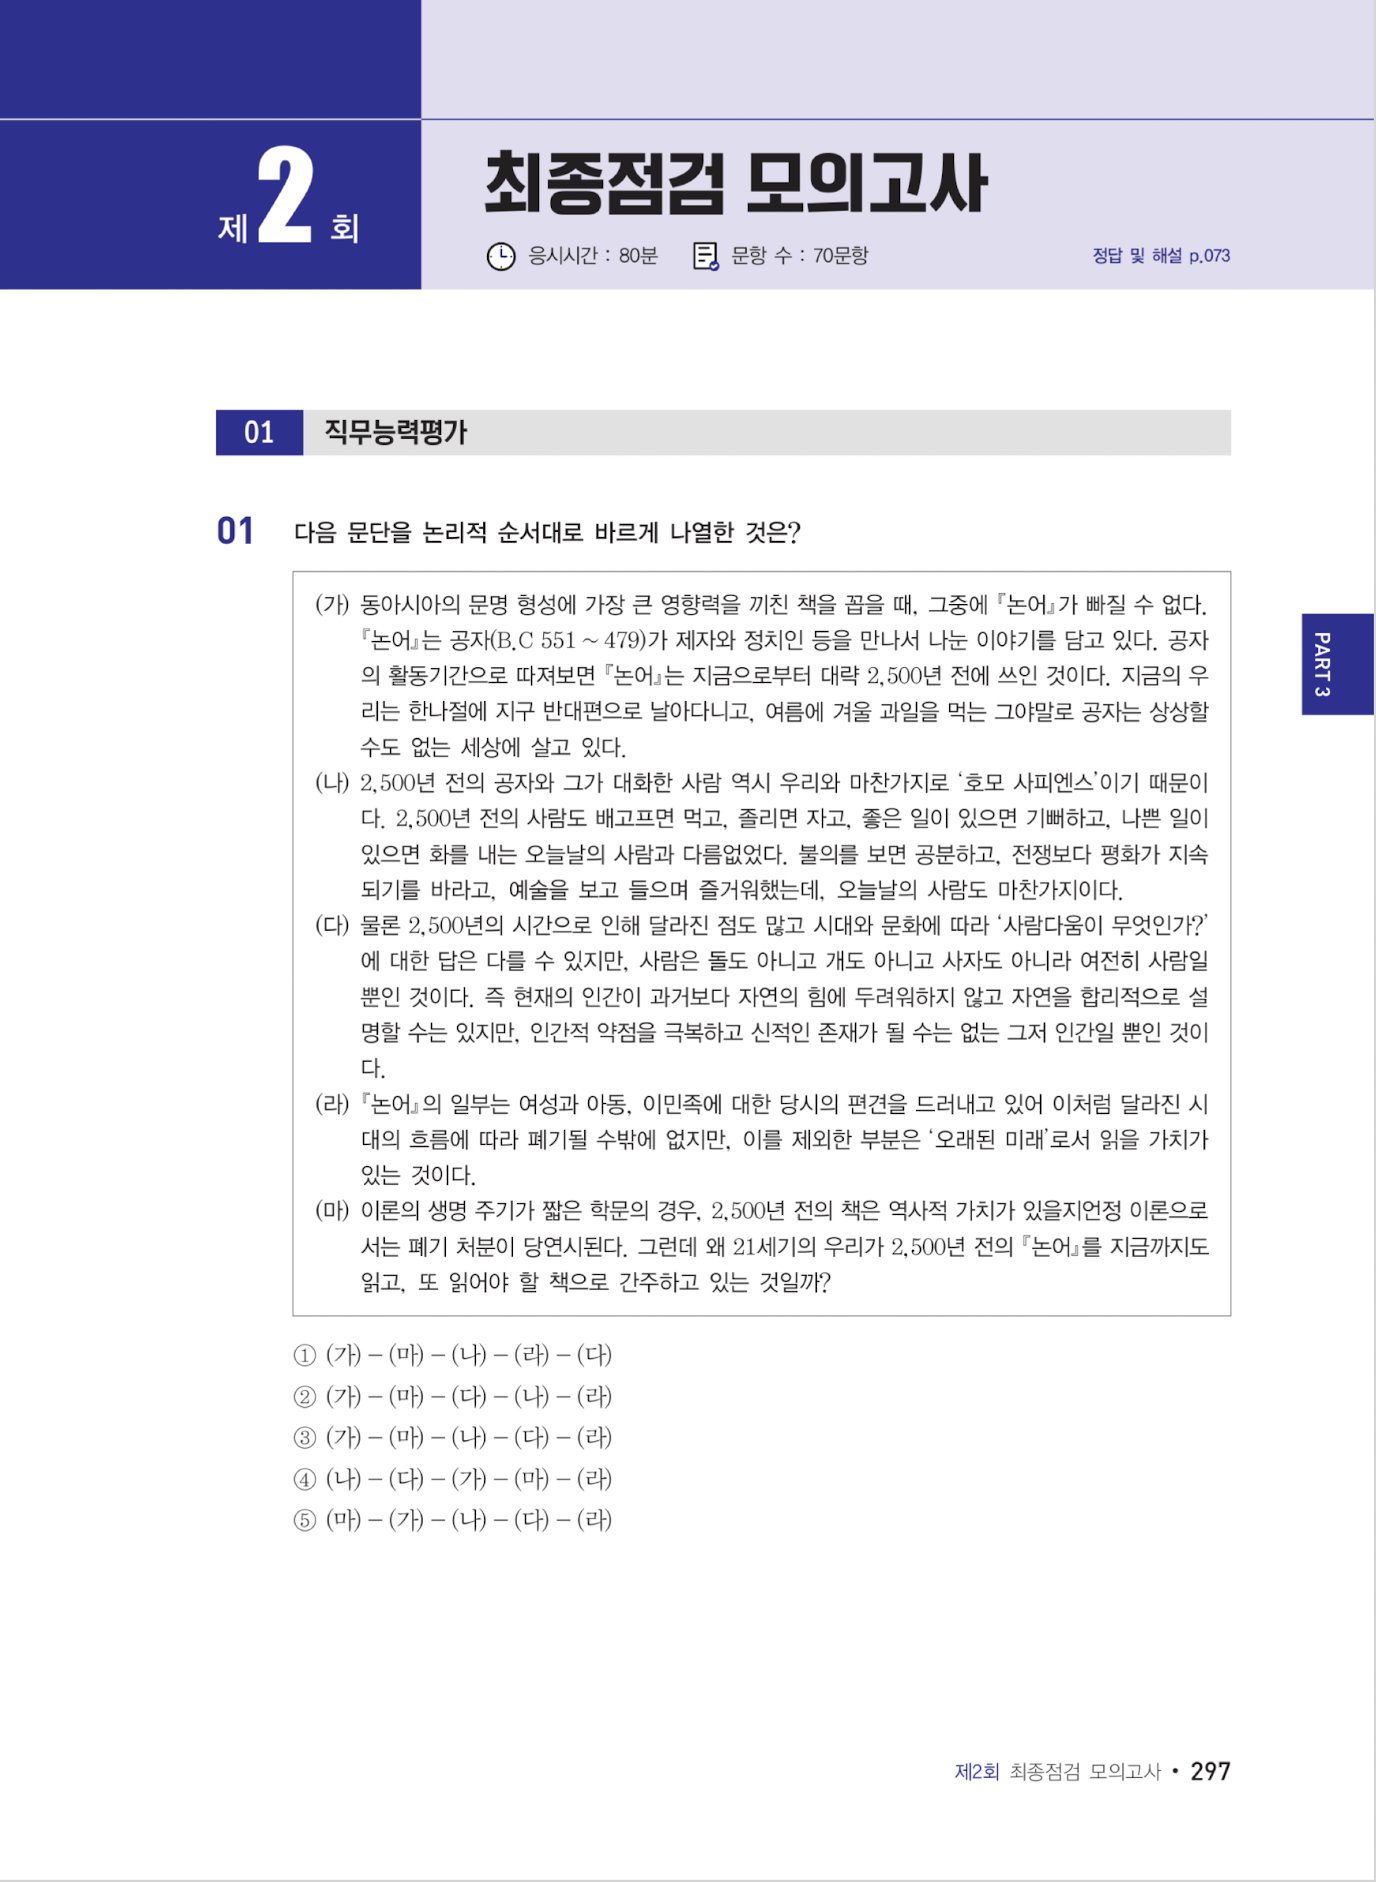 제2회
최종점검 모의고사
응시시간 : 80분 문항 수 : 70문항 정답 및 해설 p.073
01 직무능력평가
01 다음 문단을 논리적 순서대로 바르게 나열한 것은?
(가) 동아시아의 문명 형성에 가장 큰 영향력을 끼친 책을 꼽을 때, 그중에 『논어』가 빠질 수 없다.
『논어』는 공자(B.C 551 ~ 479)가 제자와 정치인 등을 만나서 나눈 이야기를 담고 있다. 공자
의 활동기간으로 따져보면 『논어』는 지금으로부터 대략 2,500년 전에 쓰인 것이다. 지금의 우
리는 한나절에 지구 반대편으로 날아다니고, 여름에 겨울 과일을 먹는 그야말로 공자는 상상할
수도 없는 세상에 살고 있다.
(나) 2,500년 전의 공자와 그가 대화한 사람 역시 우리와 마찬가지로 ‘호모 사피엔스’이기 때문이
다. 2,500년 전의 사람도 배고프면 먹고, 졸리면 자고, 좋은 일이 있으면 기뻐하고, 나쁜 일이
있으면 화를 내는 오늘날의 사람과 다름없었다. 불의를 보면 공분하고, 전쟁보다 평화가 지속
되기를 바라고, 예술을 보고 들으며 즐거워했는데, 오늘날의 사람도 마찬가지이다.
(다) 물론 2,500년의 시간으로 인해 달라진 점도 많고 시대와 문화에 따라 ‘사람다움이 무엇인가?’
에 대한 답은 다를 수 있지만, 사람은 돌도 아니고 개도 아니고 사자도 아니라 여전히 사람일
뿐인 것이다. 즉 현재의 인간이 과거보다 자연의 힘에 두려워하지 않고 자연을 합리적으로 설
명할 수는 있지만, 인간적 약점을 극복하고 신적인 존재가 될 수는 없는 그저 인간일 뿐인 것이
다.
(라) 『논어』의 일부는 여성과 아동, 이민족에 대한 당시의 편견을 드러내고 있어 이처럼 달라진 시
대의 흐름에 따라 폐기될 수밖에 없지만, 이를 제외한 부분은 ‘오래된 미래’로서 읽을 가치가
있는 것이다.
(마) 이론의 생명 주기가 짧은 학문의 경우, 2,500년 전의 책은 역사적 가치가 있을지언정 이론으로
서는 폐기 처분이 당연시된다. 그런데 왜 21세기의 우리가 2,500년 전의 『논어』를 지금까지도
읽고, 또 읽어야 할 책으로 간주하고 있는 것일까?
① (가) – (마) – (나) – (라) – (다)
② (가) – (마) – (다) – (나) – (라)
③ (가) – (마) – (나) – (다) – (라)
④ (나) – (다) – (가) – (마) – (라)
⑤ (마) – (가) – (나) – (다) – (라)
PART 3
제2회 최종점검 모의고사 • 297